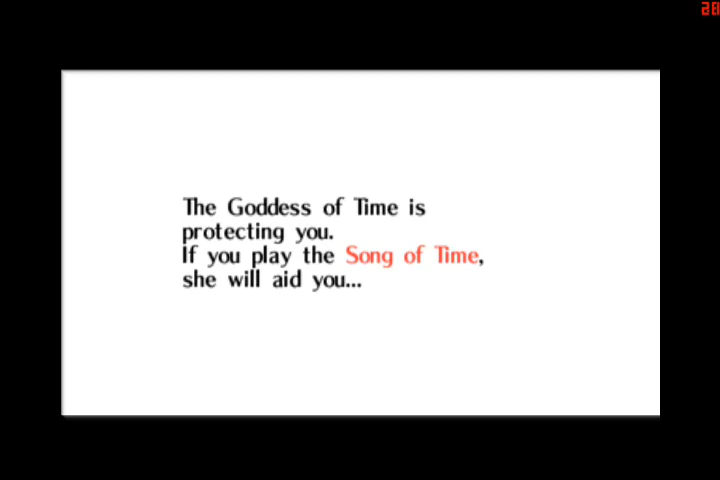 28
The Goddess of Time is
protecting you.
If you play the Song of Time,
she will aid you...